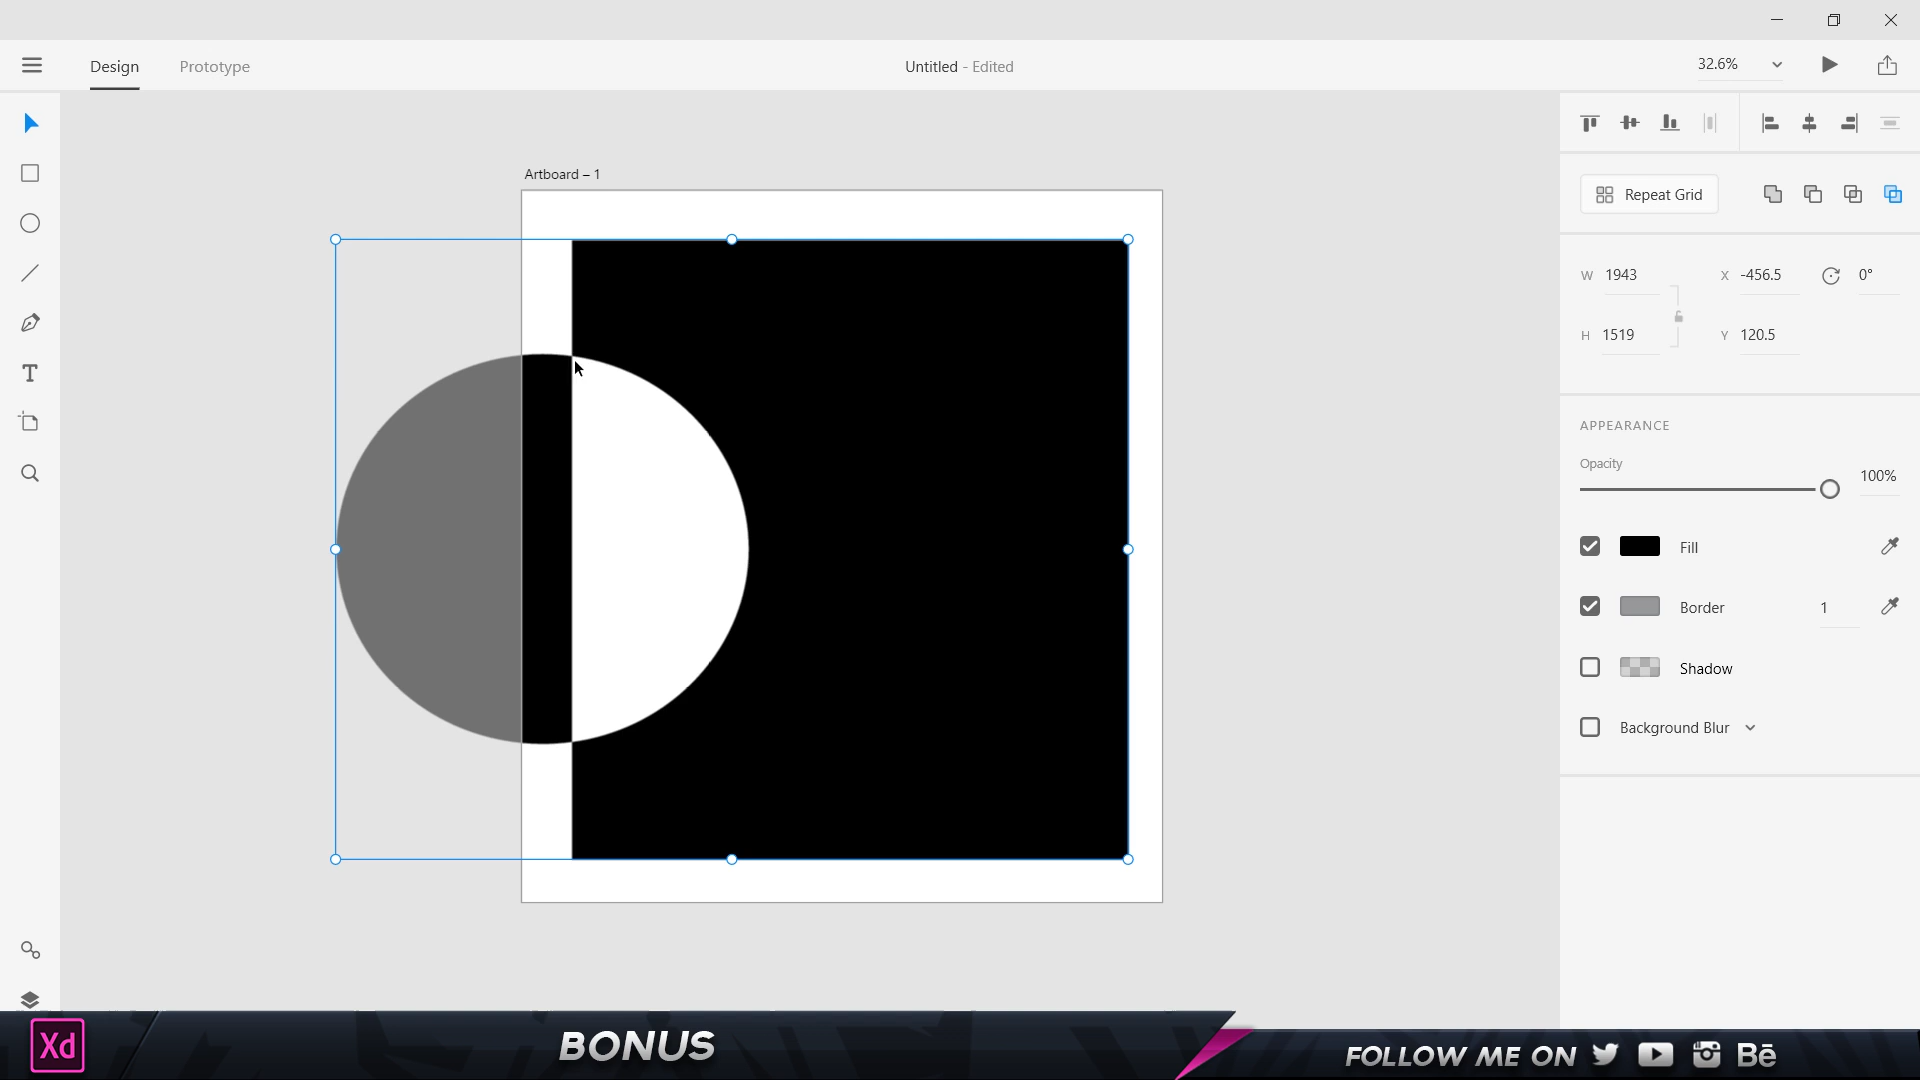 Design
Prototype
Untitled - Edited
32.6%
Artboard – 1
Repeat Grid
W 1943
X -456.5
0°
H 1519
Y 120.5
APPEARANCE
Opacity
100%
Fill
Border
1
Shadow
Background Blur
T
Xd
BONUS
FOLLOW ME ON
Bē